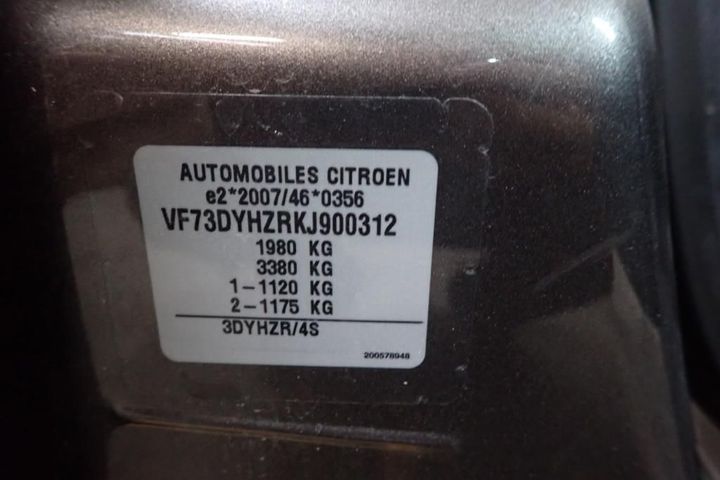 AUTOMOBILES CITROEN
e2*2007/46*0356
VF73DYHZRKJ900312
1980 KG
3380 KG
1-1120 KG
2-1175 KG
3DYHZR/4S
200578948